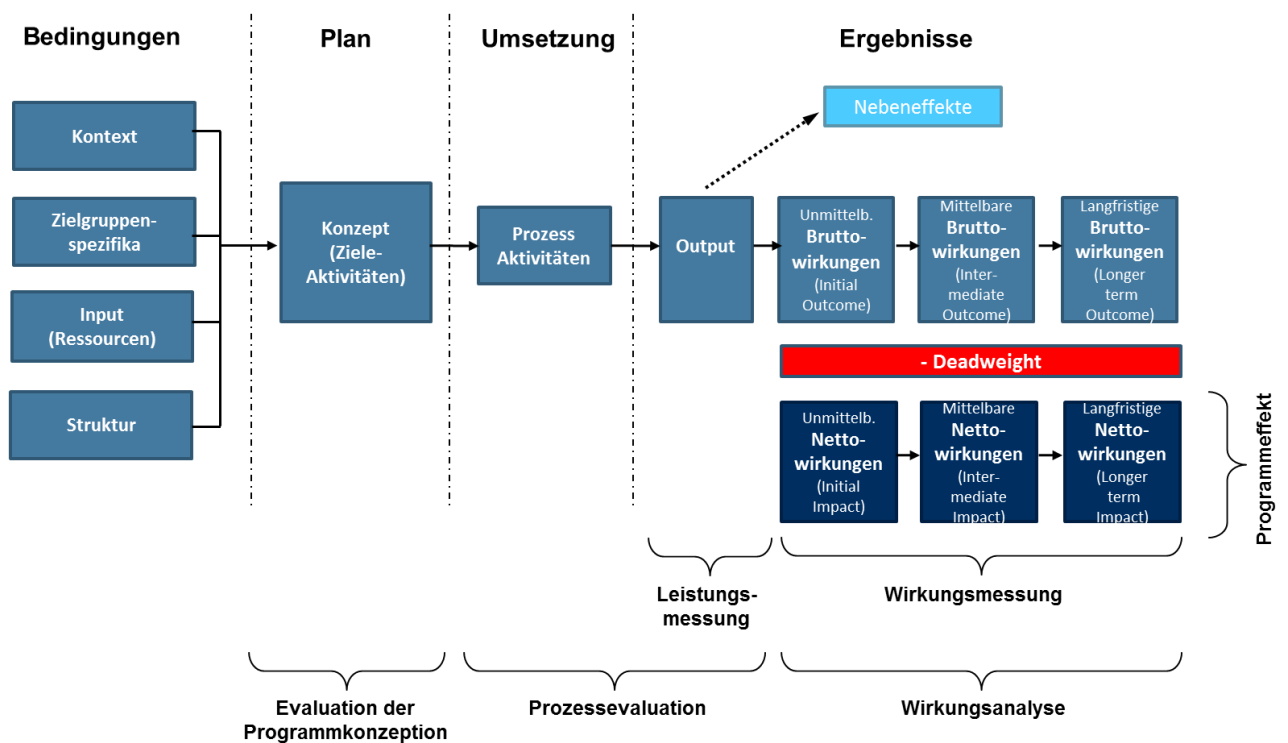 Bedingungen
Plan
Umsetzung
Ergebnisse
Nebeneffekte
Kontext
Zielgruppen-
spezifika
Input
(Ressourcen)
Struktur
Konzept
(Ziele-
Aktivitäten)
Prozess
Aktivitäten
Output
Unmittelb.
Brutto-
wirkungen
(Initial
Outcome)
Mittelbare
Brutto-
wirkungen
(Inter-
mediate
Outcome)
Langfristige
Brutto-
wirkungen
(Longer
term
Outcome)
- Deadweight
Unmittelb.
Netto-
wirkungen
(Initial
Impact)
Mittelbare
Netto-
wirkungen
(Inter-
mediate
Impact)
Langfristige
Netto-
wirkungen
(Longer
term
Impact)
Programmeffekt
Leistungs-
messung
Wirkungsmessung
Evaluation der
Programmkonzeption
Prozessevaluation
Wirkungsanalyse